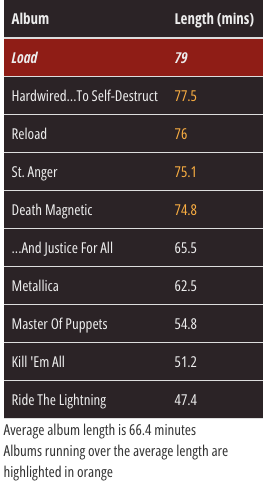 Album Length (mins)
Load 79
Hardwired...To Self-Destruct 77.5
Reload 76
St. Anger 75.1
Death Magnetic 74.8
...And Justice For All 65.5
Metallica 62.5
Master Of Puppets 54.8
Kill 'Em All 51.2
Ride The Lightning 47.4
Average album length is 66.4 minutes
Albums running over the average length are
highlighted in orange